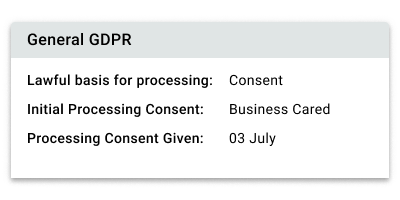 General GDPR
Lawful basis for processing: Consent
Initial Processing Consent: Business Cared
Processing Consent Given: 03 July